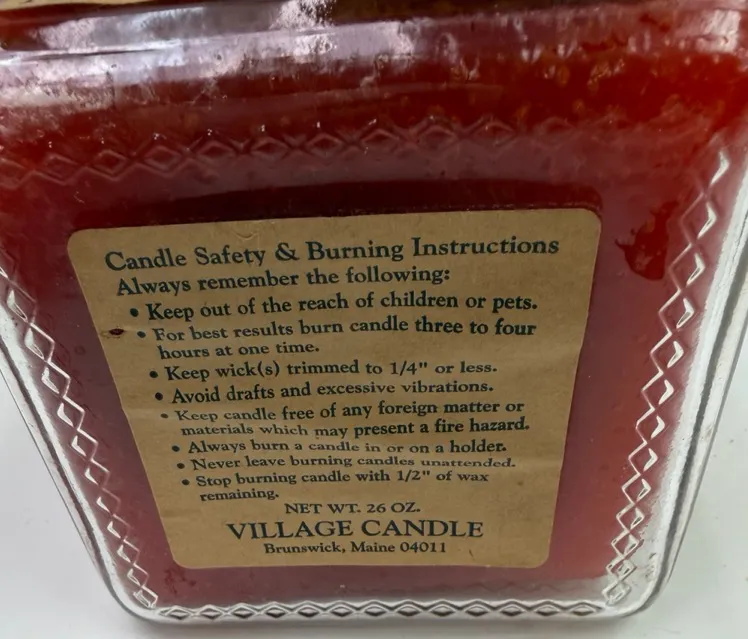 Candle Safety & Burning Instructions
Always remember the following:
• Keep out of the reach of children or pets.
• For best results burn candle three to four
hours at one time.
• Keep wick(s) trimmed to 1/4" or less.
• Avoid drafts and excessive vibrations.
• Keep candle free of any foreign matter or
materials which may present a fire hazard.
• Always burn a candle in or on a holder.
• Never leave burning candles unattended.
• Stop burning candle with 1/2" of wax
remaining.
NET WT. 26 OZ.
VILLAGE CANDLE
Brunswick, Maine 04011